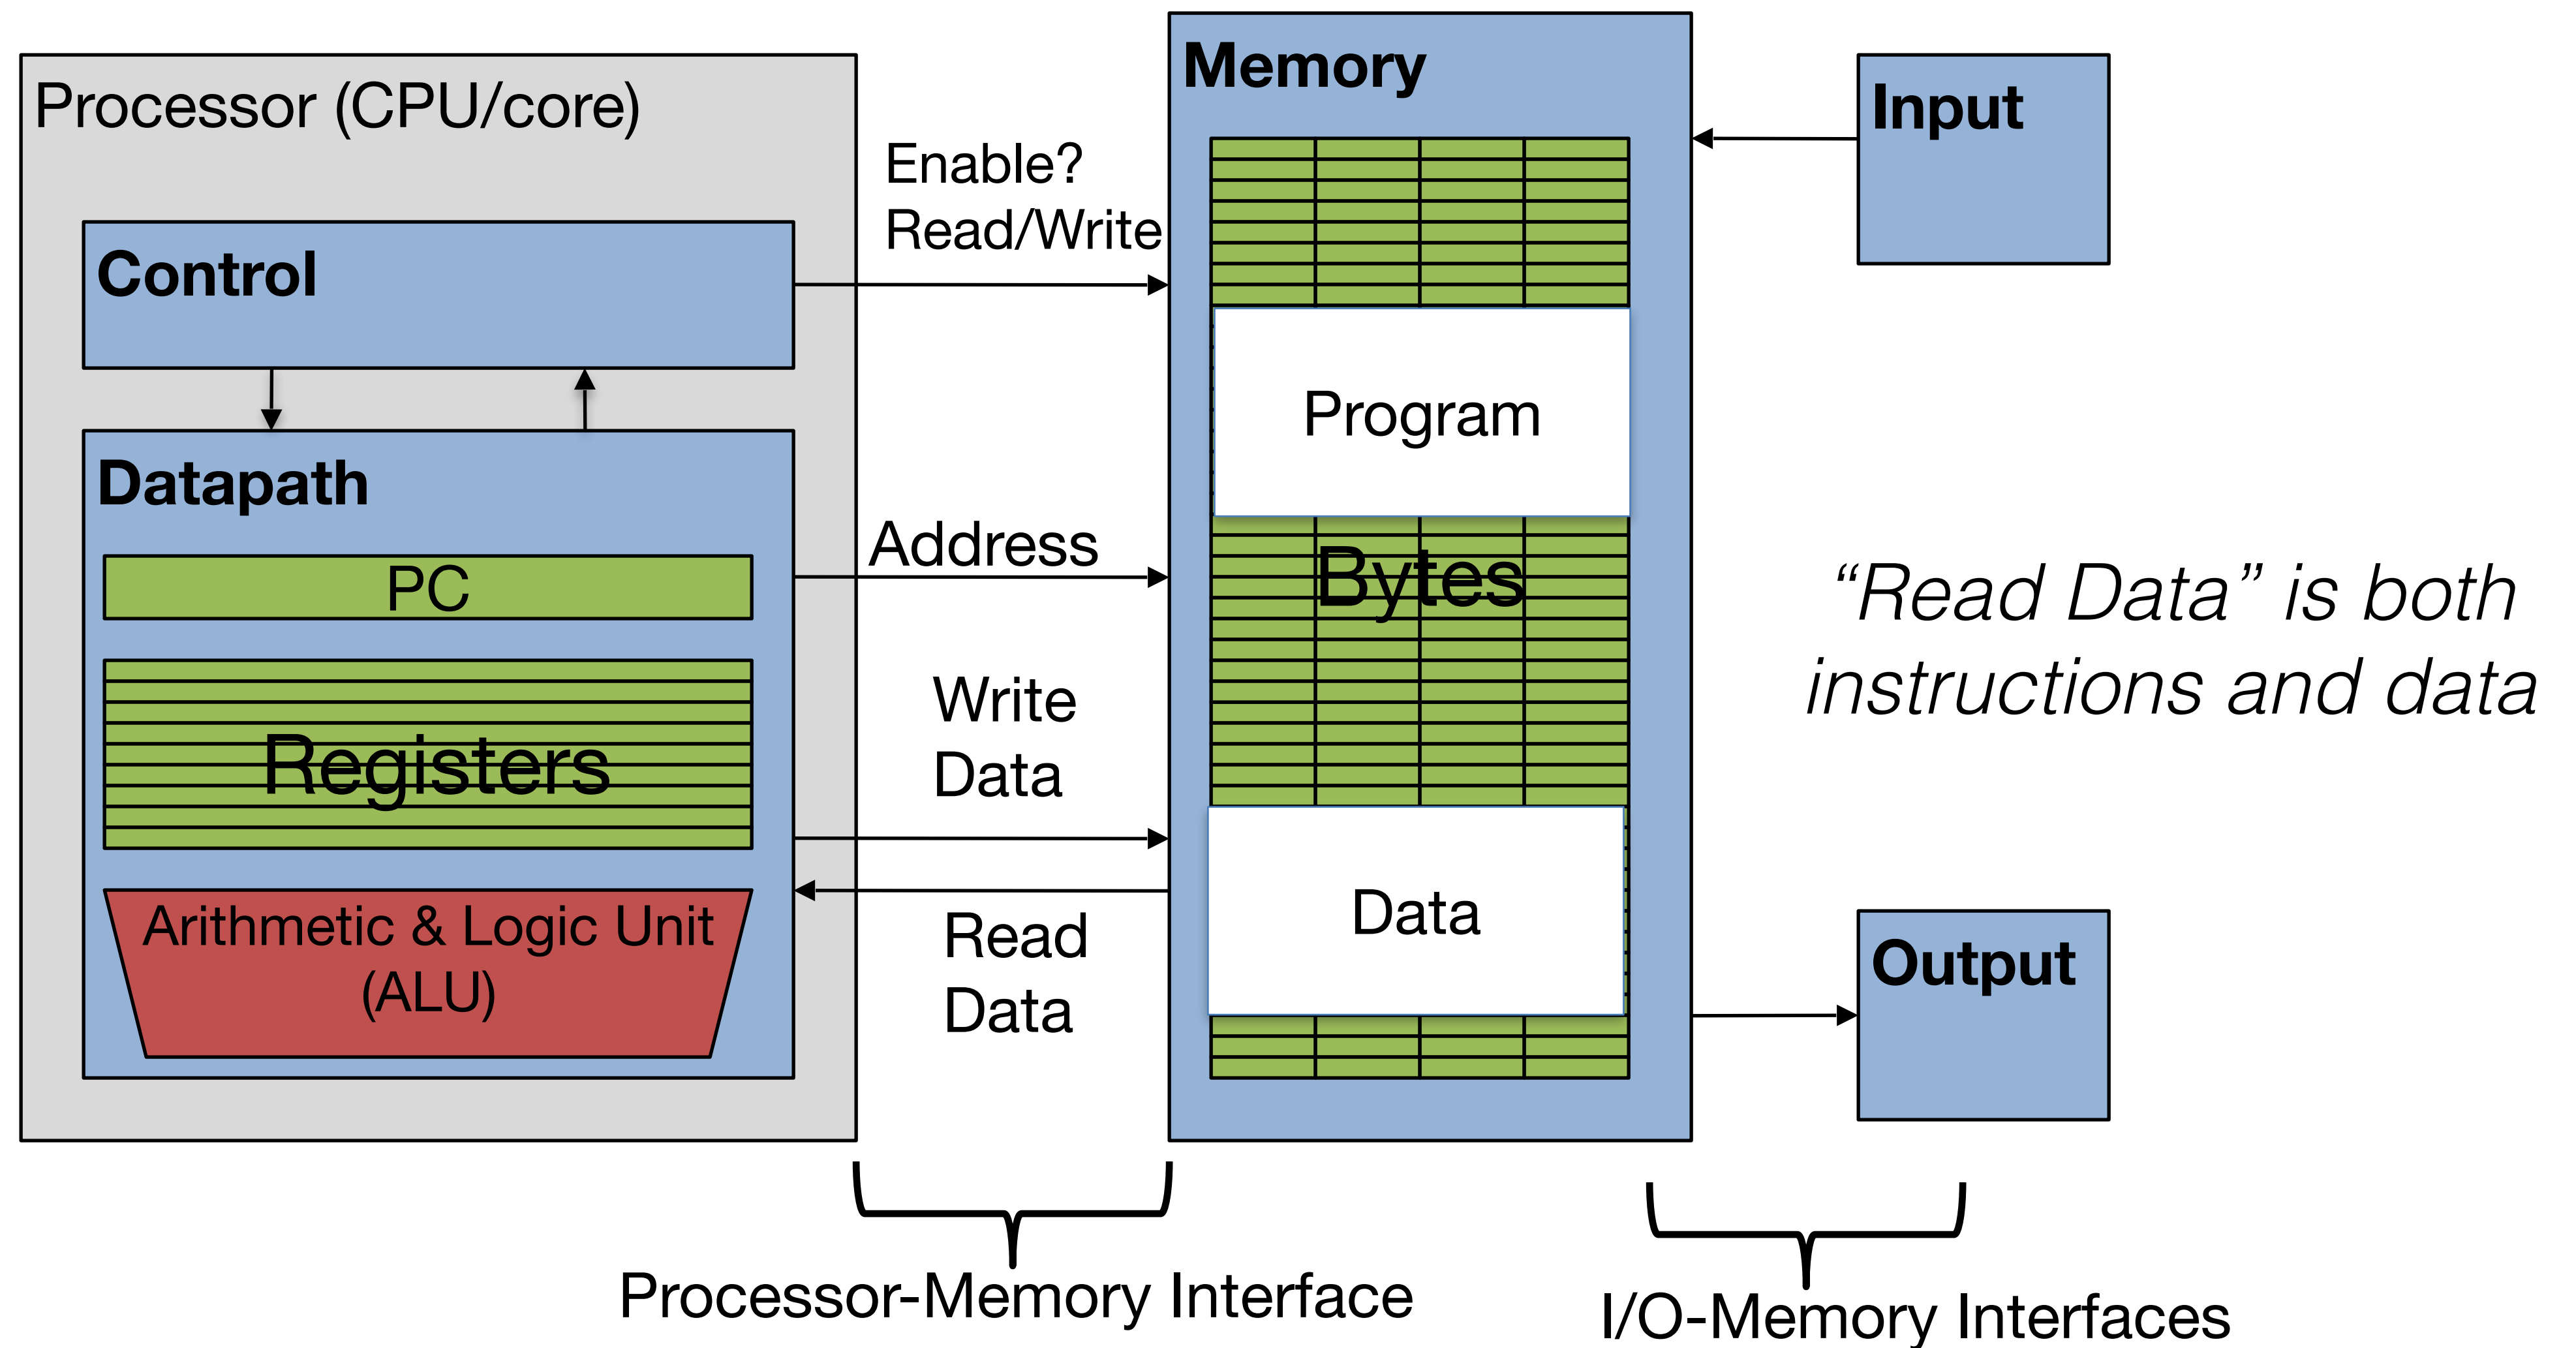 Processor (CPU/core)
Control
Datapath
PC
Registers
Arithmetic & Logic Unit
(ALU)
Enable?
Read/Write
Address
Write
Data
Read
Data
Memory
Program
Bytes
Data
Input
“Read Data” is both
instructions and data
Output
Processor-Memory Interface
I/O-Memory Interfaces